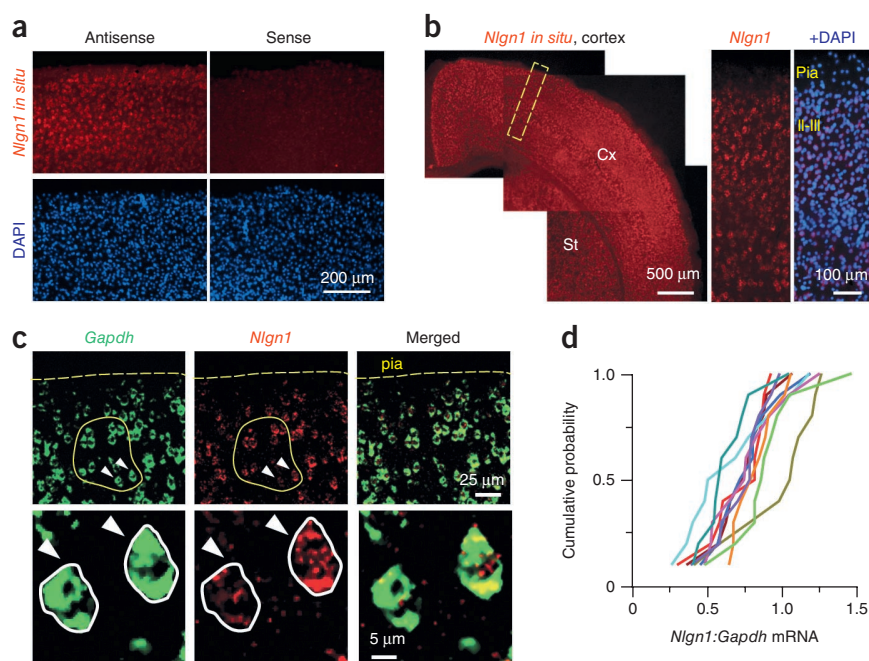 a
Antisense
Sense
Nlgn1 in situ
DAPI
200 µm
b
Nlgn1 in situ, cortex
Cx
St
500 µm
Nlgn1
+DAPI
Pia
II-III
100 µm
c
Gapdh
Nlgn1
Merged
pia
25 µm
5 µm
d
Cumulative probability
1.0
0.5
0
0
0.5
1.0
1.5
Nlgn1:Gapdh mRNA